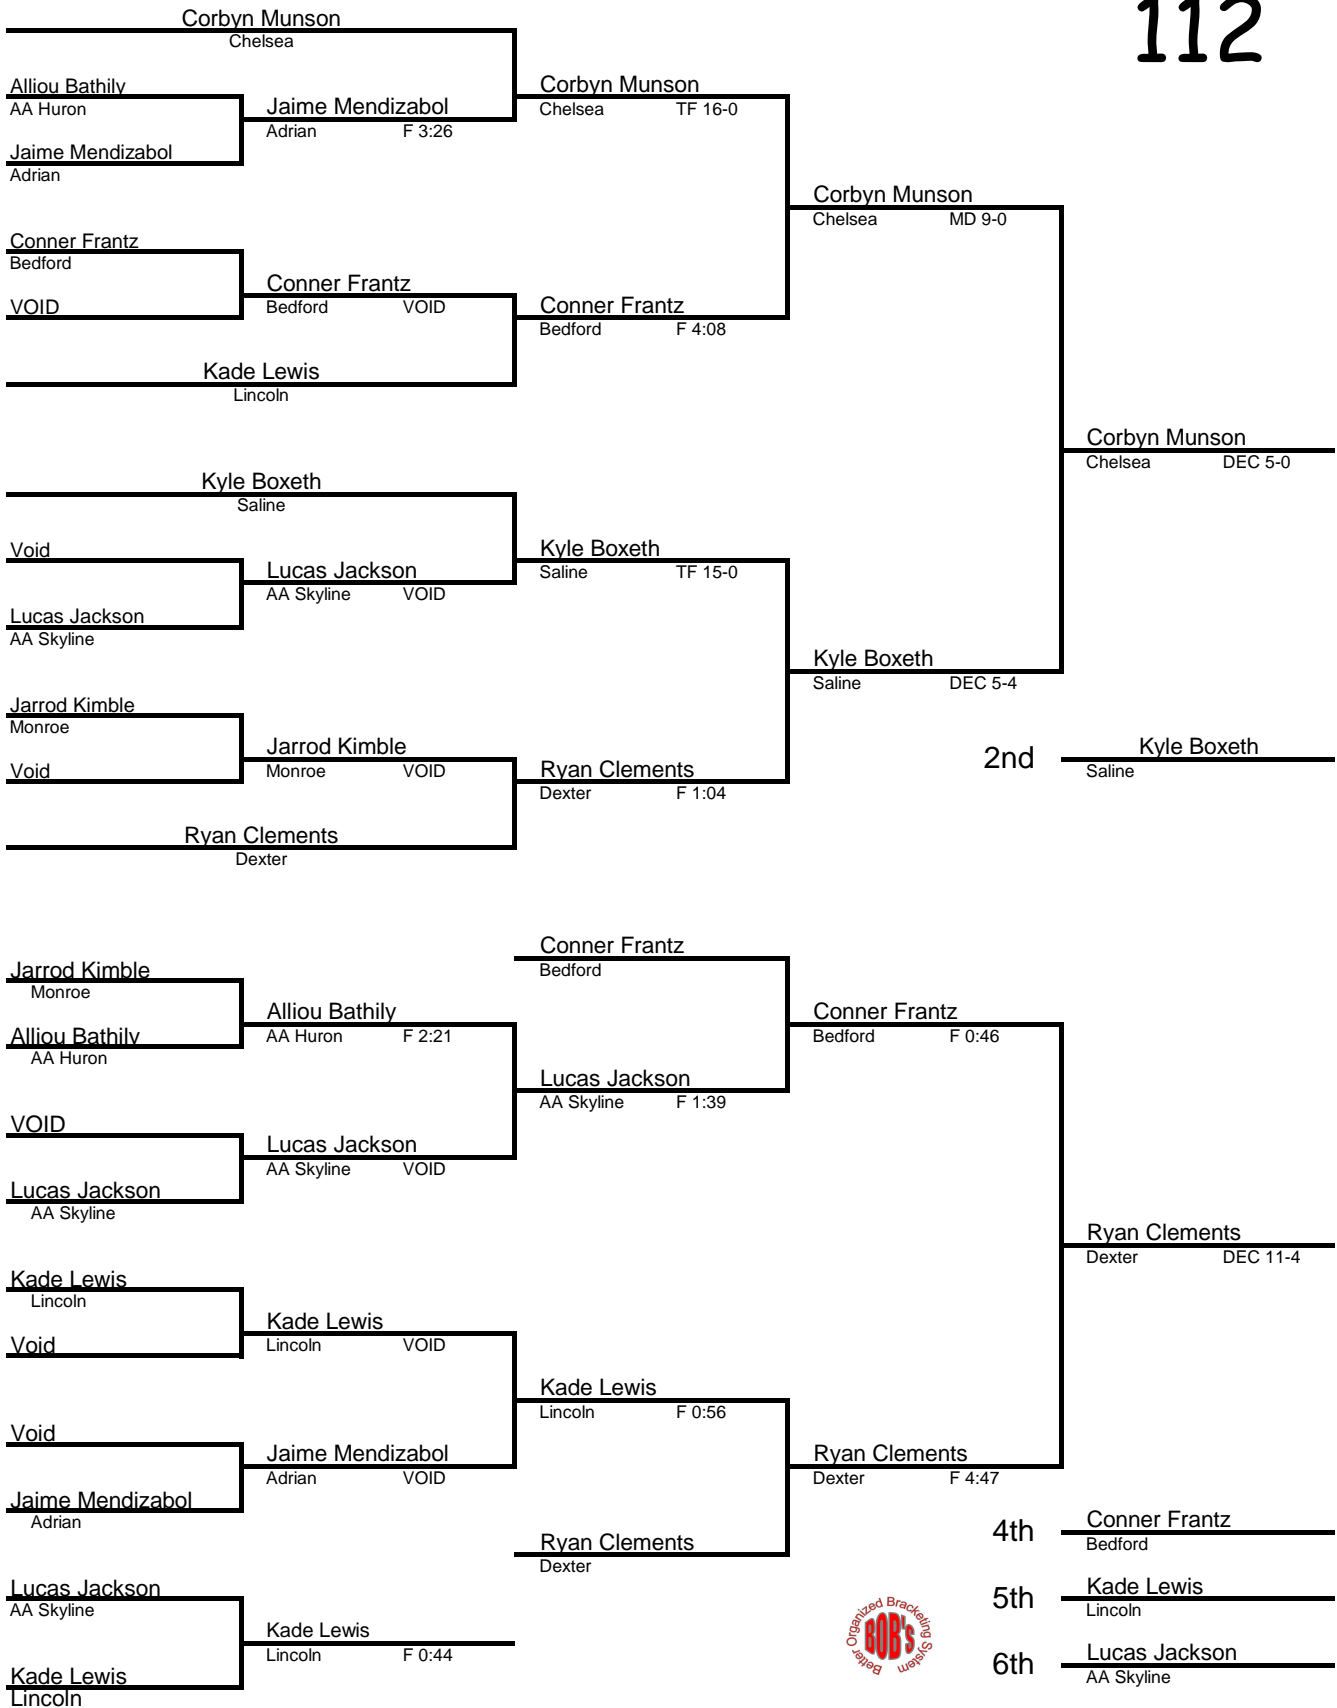 112
Corbyn Munson
Chelsea
Alliou Bathily
AA Huron
Jaime Mendizabol
Adrian
Jaime Mendizabol
Adrian F 3:26
Corbyn Munson
Chelsea TF 16-0
Conner Frantz
Bedford
VOID
Conner Frantz
Bedford VOID
Kade Lewis
Lincoln
Conner Frantz
Bedford F 4:08
Corbyn Munson
Chelsea MD 9-0
Kyle Boxeth
Saline
Void
Lucas Jackson
AA Skyline
Lucas Jackson
AA Skyline VOID
Kyle Boxeth
Saline TF 15-0
Jarrod Kimble
Monroe
Void
Jarrod Kimble
Monroe VOID
Ryan Clements
Dexter
Ryan Clements
Dexter F 1:04
Kyle Boxeth
Saline DEC 5-4
Corbyn Munson
Chelsea DEC 5-0
2nd Kyle Boxeth
Saline
Jarrod Kimble
Monroe
Alliou Bathily
AA Huron
Alliou Bathily
AA Huron F 2:21
VOID
Lucas Jackson
AA Skyline
Lucas Jackson
AA Skyline VOID
Conner Frantz
Bedford
Lucas Jackson
AA Skyline F 1:39
Conner Frantz
Bedford F 0:46
Kade Lewis
Lincoln
Void
Kade Lewis
Lincoln VOID
Void
Jaime Mendizabol
Adrian
Jaime Mendizabol
Adrian VOID
Kade Lewis
Lincoln F 0:56
Ryan Clements
Dexter
Ryan Clements
Dexter F 4:47
Ryan Clements
Dexter DEC 11-4
Lucas Jackson
AA Skyline
Kade Lewis
Lincoln
Kade Lewis
Lincoln F 0:44
Better Organized Bracketing System
BOB'S
4th Conner Frantz
Bedford
5th Kade Lewis
Lincoln
6th Lucas Jackson
AA Skyline